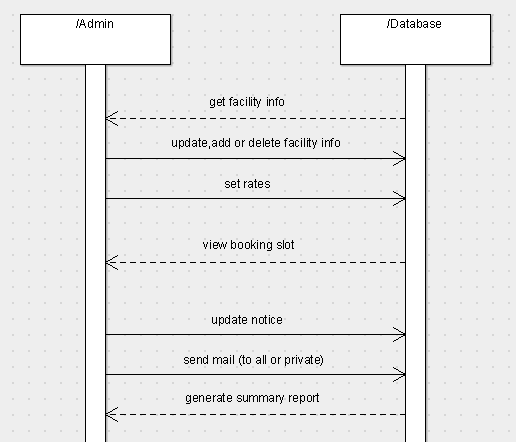 /Admin
/Database
get facility info
update,add or delete facility info
set rates
view booking slot
update notice
send mail (to all or private)
generate summary report